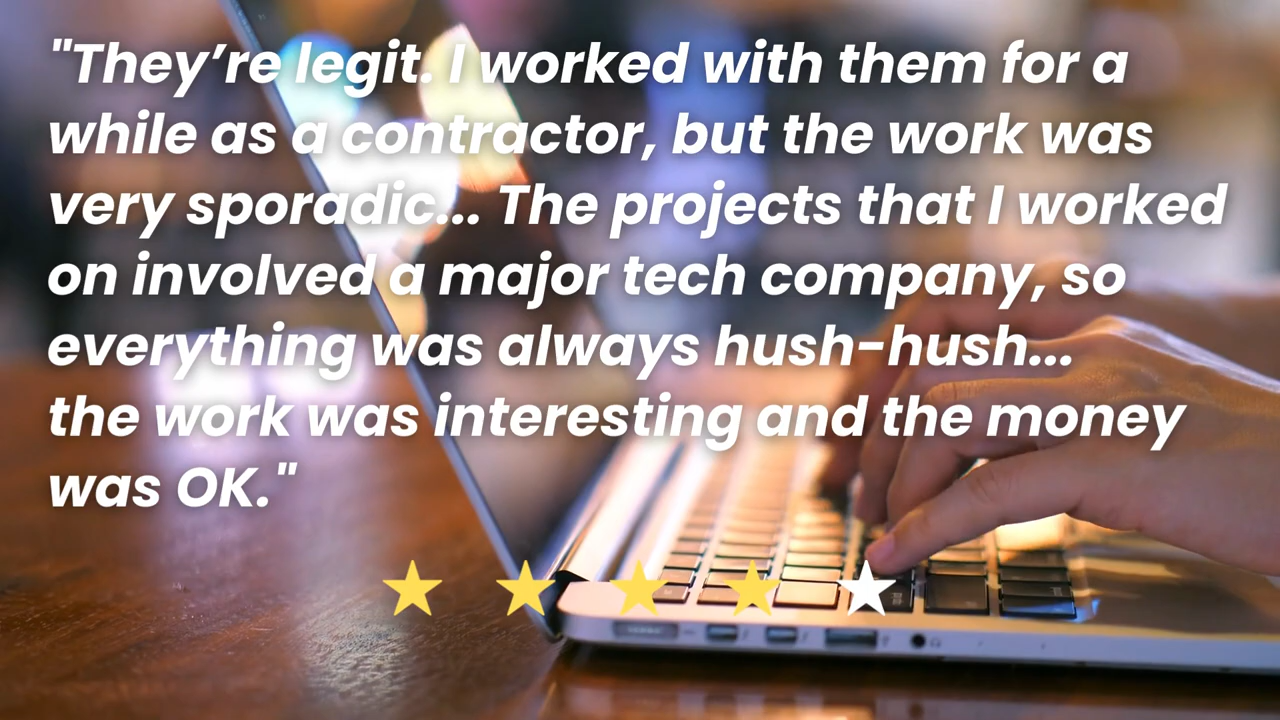 "They’re legit. I worked with them for a
while as a contractor, but the work was
very sporadic... The projects that I worked
on involved a major tech company, so
everything was always hush-hush...
the work was interesting and the money
was OK."